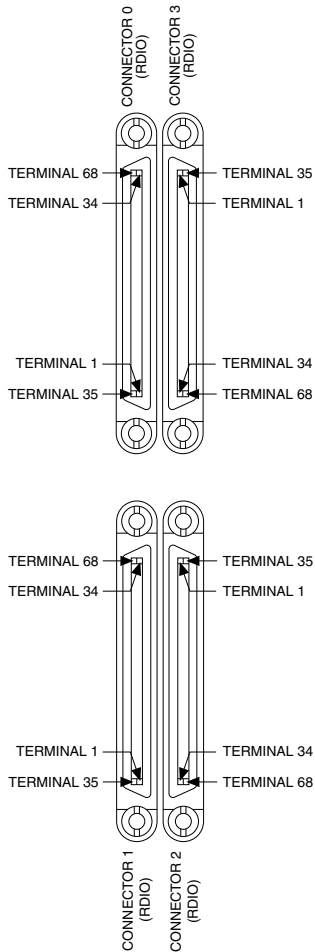 CONNECTOR 0
(RDIO)
CONNECTOR 3
(RDIO)
TERMINAL 68
TERMINAL 35
TERMINAL 34
TERMINAL 1
TERMINAL 1
TERMINAL 34
TERMINAL 35
TERMINAL 68
TERMINAL 68
TERMINAL 35
TERMINAL 34
TERMINAL 1
TERMINAL 1
TERMINAL 34
TERMINAL 35
TERMINAL 68
CONNECTOR 1
(RDIO)
CONNECTOR 2
(RDIO)